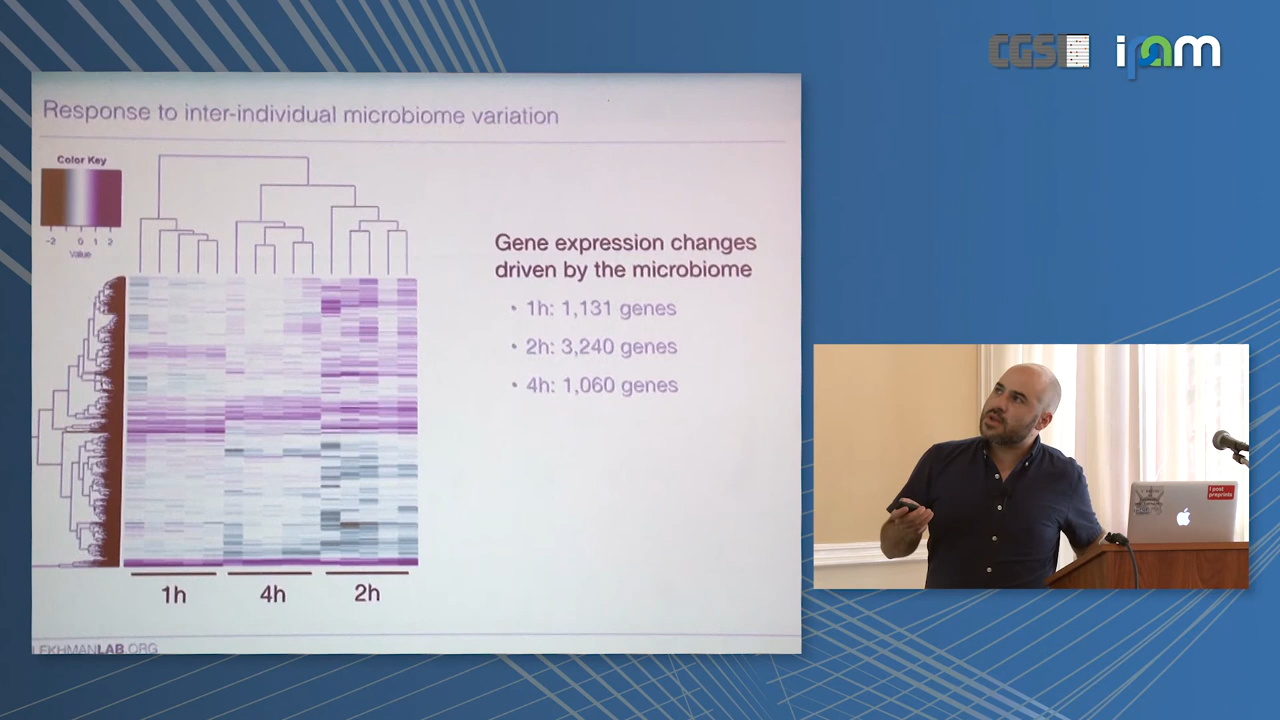 CGSI
ipam
Response to inter-individual microbiome variation
Color Key
-2 0 1 2
Value
Gene expression changes
driven by the microbiome
• 1h: 1,131 genes
• 2h: 3,240 genes
• 4h: 1,060 genes
1h 4h 2h
LEKHMANLAB.ORG
I post
preprints